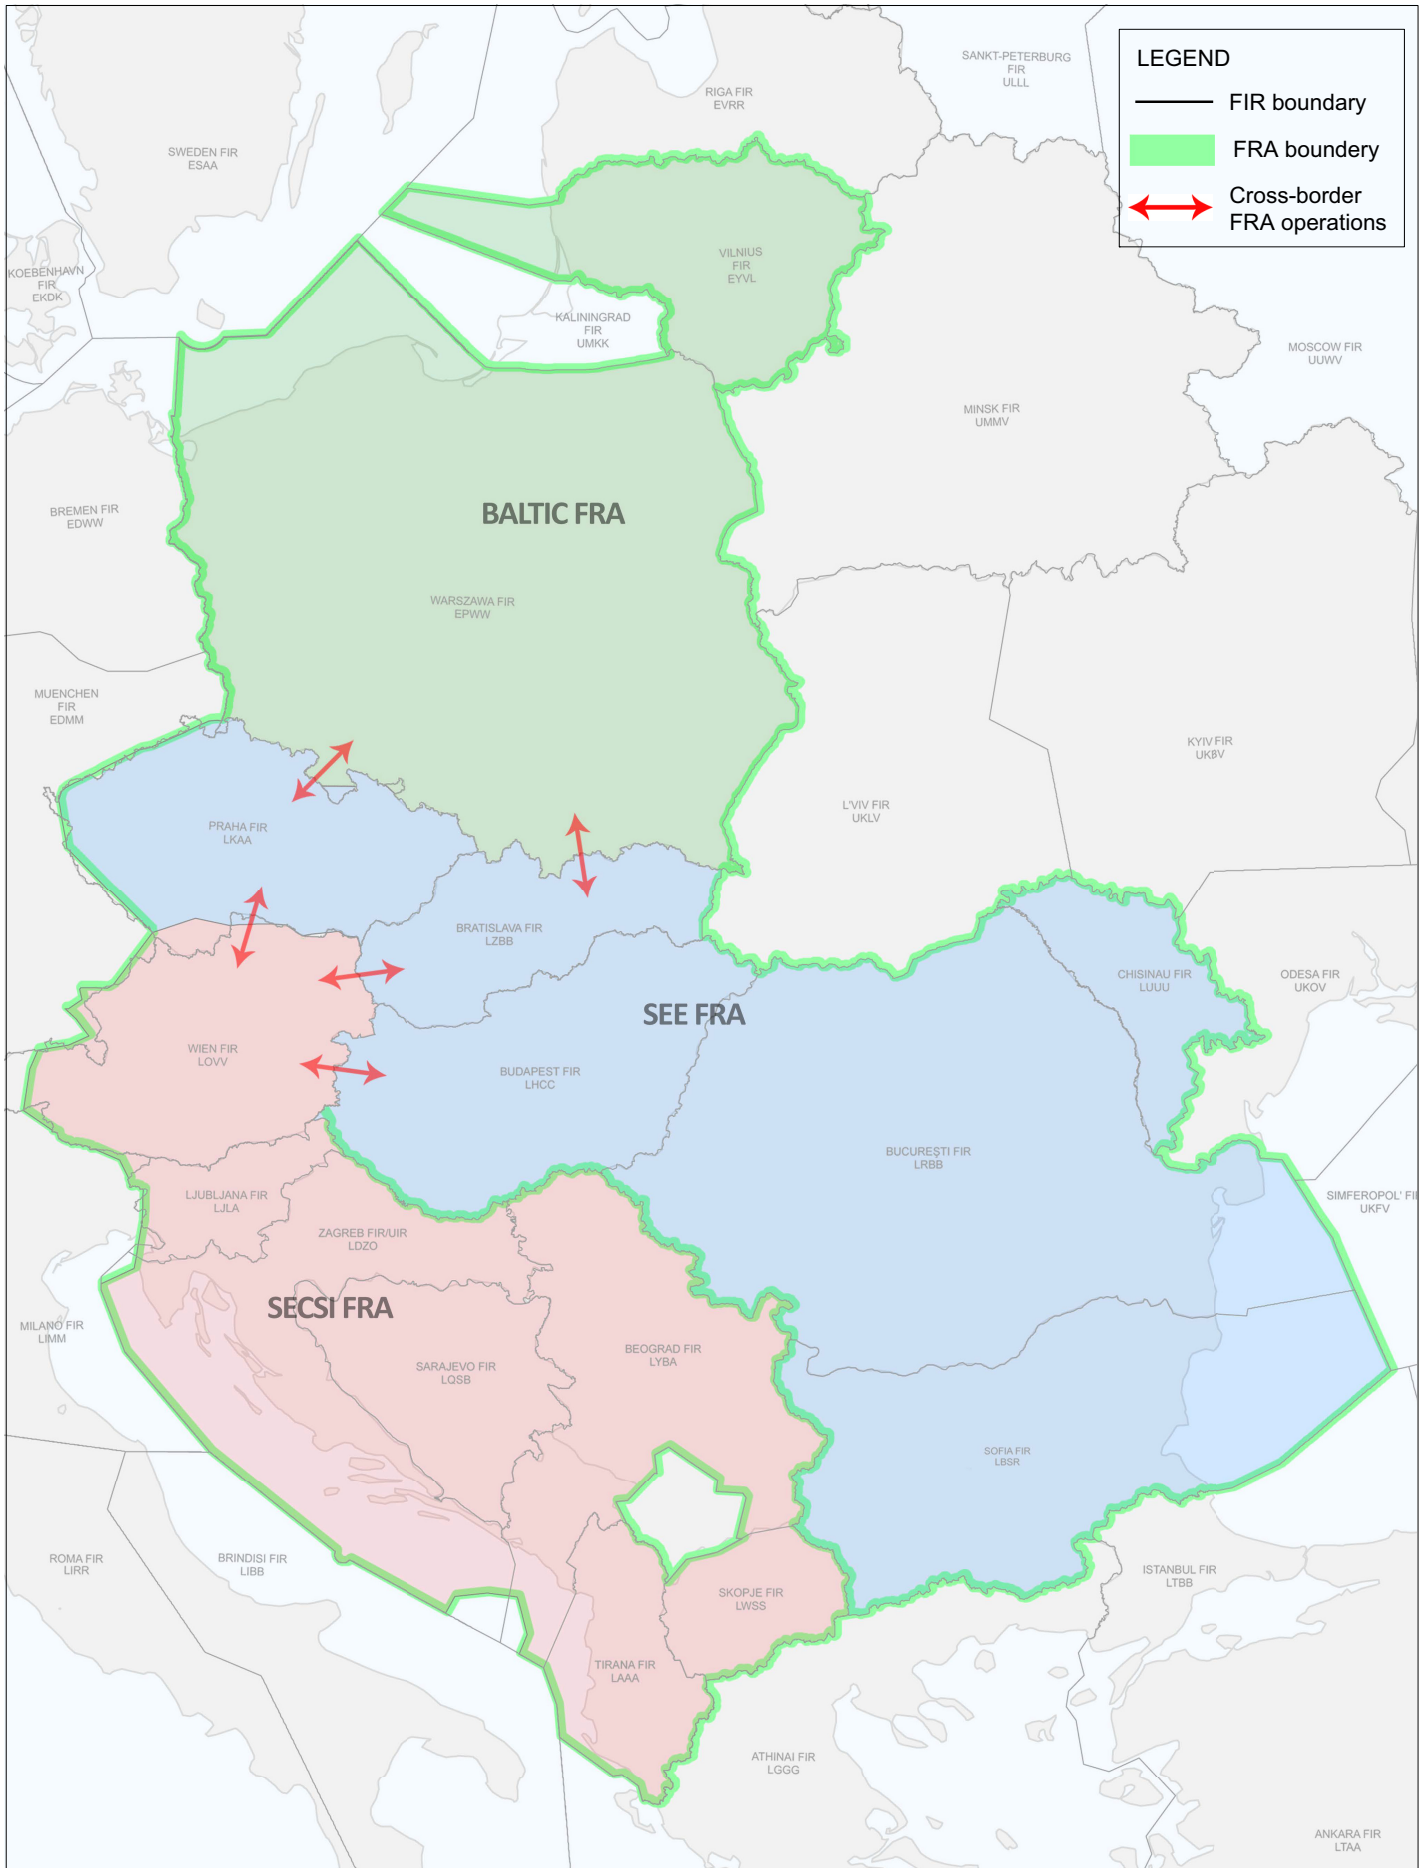 LEGEND
FIR boundary
FRA boundery
Cross-border
FRA operations
SANKT-PETERBURG
FIR
ULLL
RIGA FIR
EVRR
SWEDEN FIR
ESAA
KOEBENHAVN
FIR
EKDK
VILNIUS
FIR
EYVL
KALININGRAD
FIR
UMKK
MOSCOW FIR
UUWV
MINSK FIR
UMMV
BREMEN FIR
EDWW
BALTIC FRA
WARSZAWA FIR
EPWW
MUENCHEN
FIR
EDMM
KYIV FIR
UKBV
L'VIV FIR
UKLV
PRAHA FIR
LKAA
BRATISLAVA FIR
LZBB
CHISINAU FIR
LUUU
ODESA FIR
UKOV
SEE FRA
WIEN FIR
LOVV
BUDAPEST FIR
LHCC
BUCUREŞTI FIR
LRBB
LJUBLJANA FIR
LJLA
SIMFEROPOL' FI
UKFV
ZAGREB FIR/UIR
LDZO
SECSI FRA
MILANO FIR
LIMM
BEOGRAD FIR
LYBA
SARAJEVO FIR
LQSB
SOFIA FIR
LBSR
ROMA FIR
LIRR
BRINDISI FIR
LIBB
ISTANBUL FIR
LTBB
SKOPJE FIR
LWSS
TIRANA FIR
LAAA
ATHINAI FIR
LGGG
ANKARA FIR
LTAA